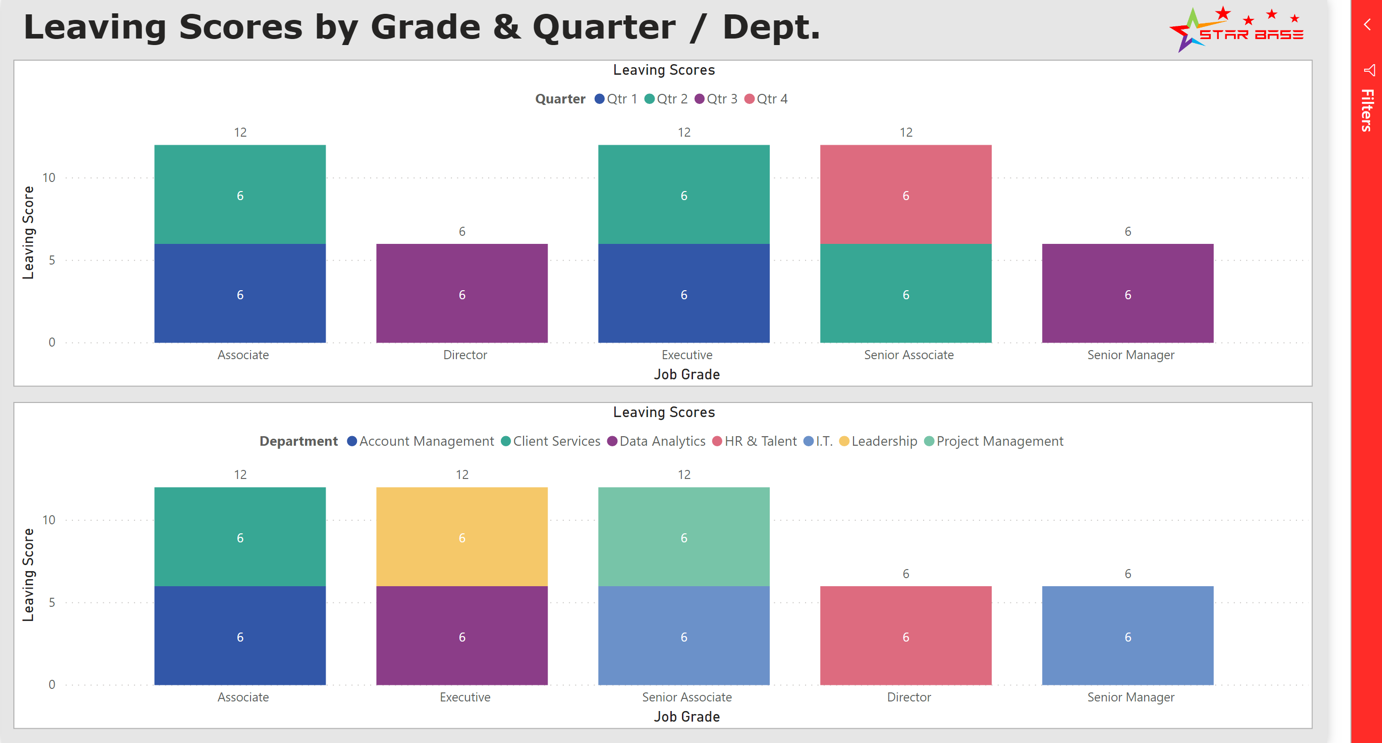 Leaving Scores by Grade & Quarter / Dept.
STAR BASE
Filters
Leaving Scores
Quarter Qtr 1 Qtr 2 Qtr 3 Qtr 4
Leaving Score
10
5
0
12
6
6
6
6
12
6
6
12
6
6
6
6
Associate Director Executive Senior Associate Senior Manager
Job Grade
Leaving Scores
Department Account Management Client Services Data Analytics HR & Talent I.T. Leadership Project Management
Leaving Score
10
5
0
12
6
6
12
6
6
12
6
6
6
6
6
6
Associate Executive Senior Associate Director Senior Manager
Job Grade